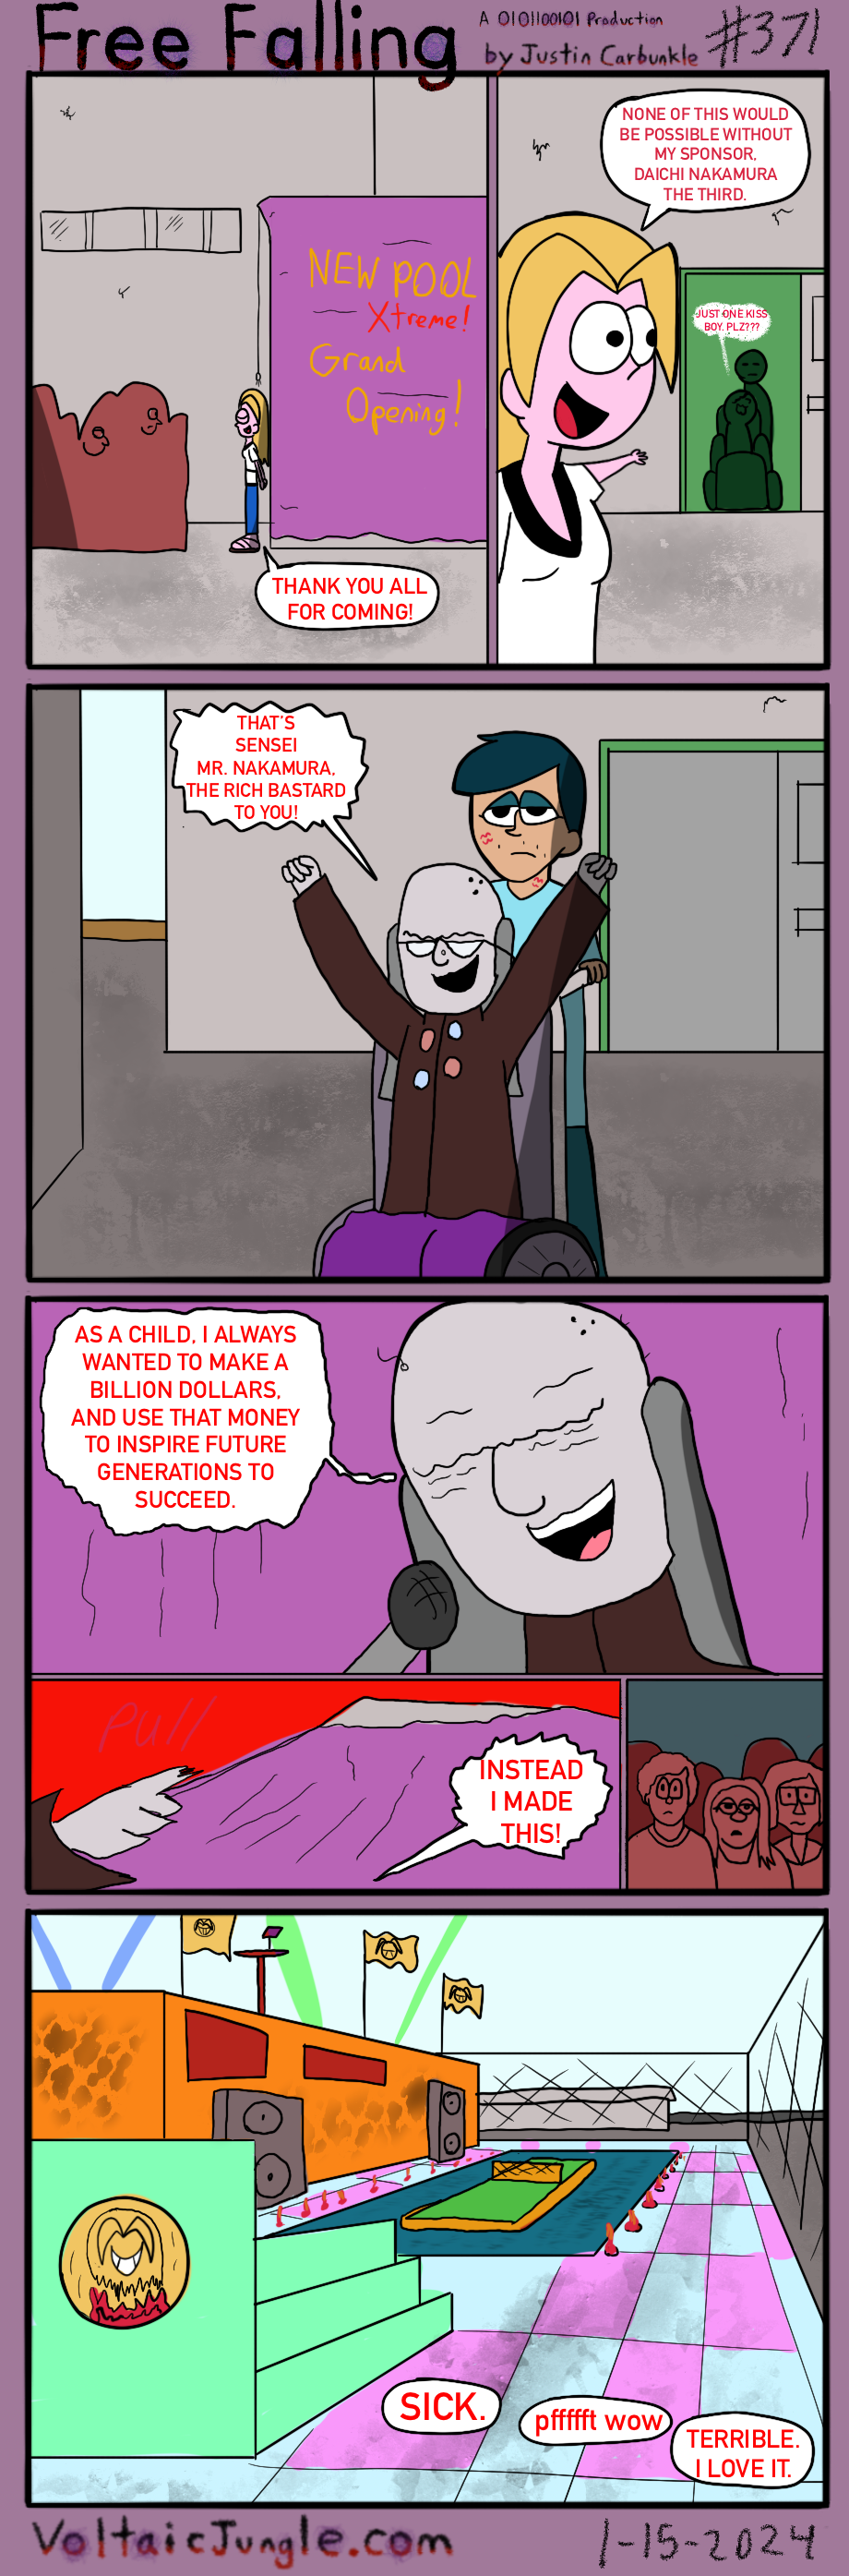 Free Falling
A 0101100101 Production
by Justin Carbunkle
#371
NEW POOL
Xtreme!
Grand
Opening!
THANK YOU ALL
FOR COMING!
NONE OF THIS WOULD
BE POSSIBLE WITHOUT
MY SPONSOR,
DAICHI NAKAMURA
THE THIRD.
JUST ONE KISS
BOY. PLZ???
THAT'S
SENSEI
MR. NAKAMURA,
THE RICH BASTARD
TO YOU!
AS A CHILD, I ALWAYS
WANTED TO MAKE A
BILLION DOLLARS,
AND USE THAT MONEY
TO INSPIRE FUTURE
GENERATIONS TO
SUCCEED.
Pull
INSTEAD
I MADE
THIS!
SICK.
pffffft wow
TERRIBLE.
I LOVE IT.
VoltaicJungle.com
1-15-2024